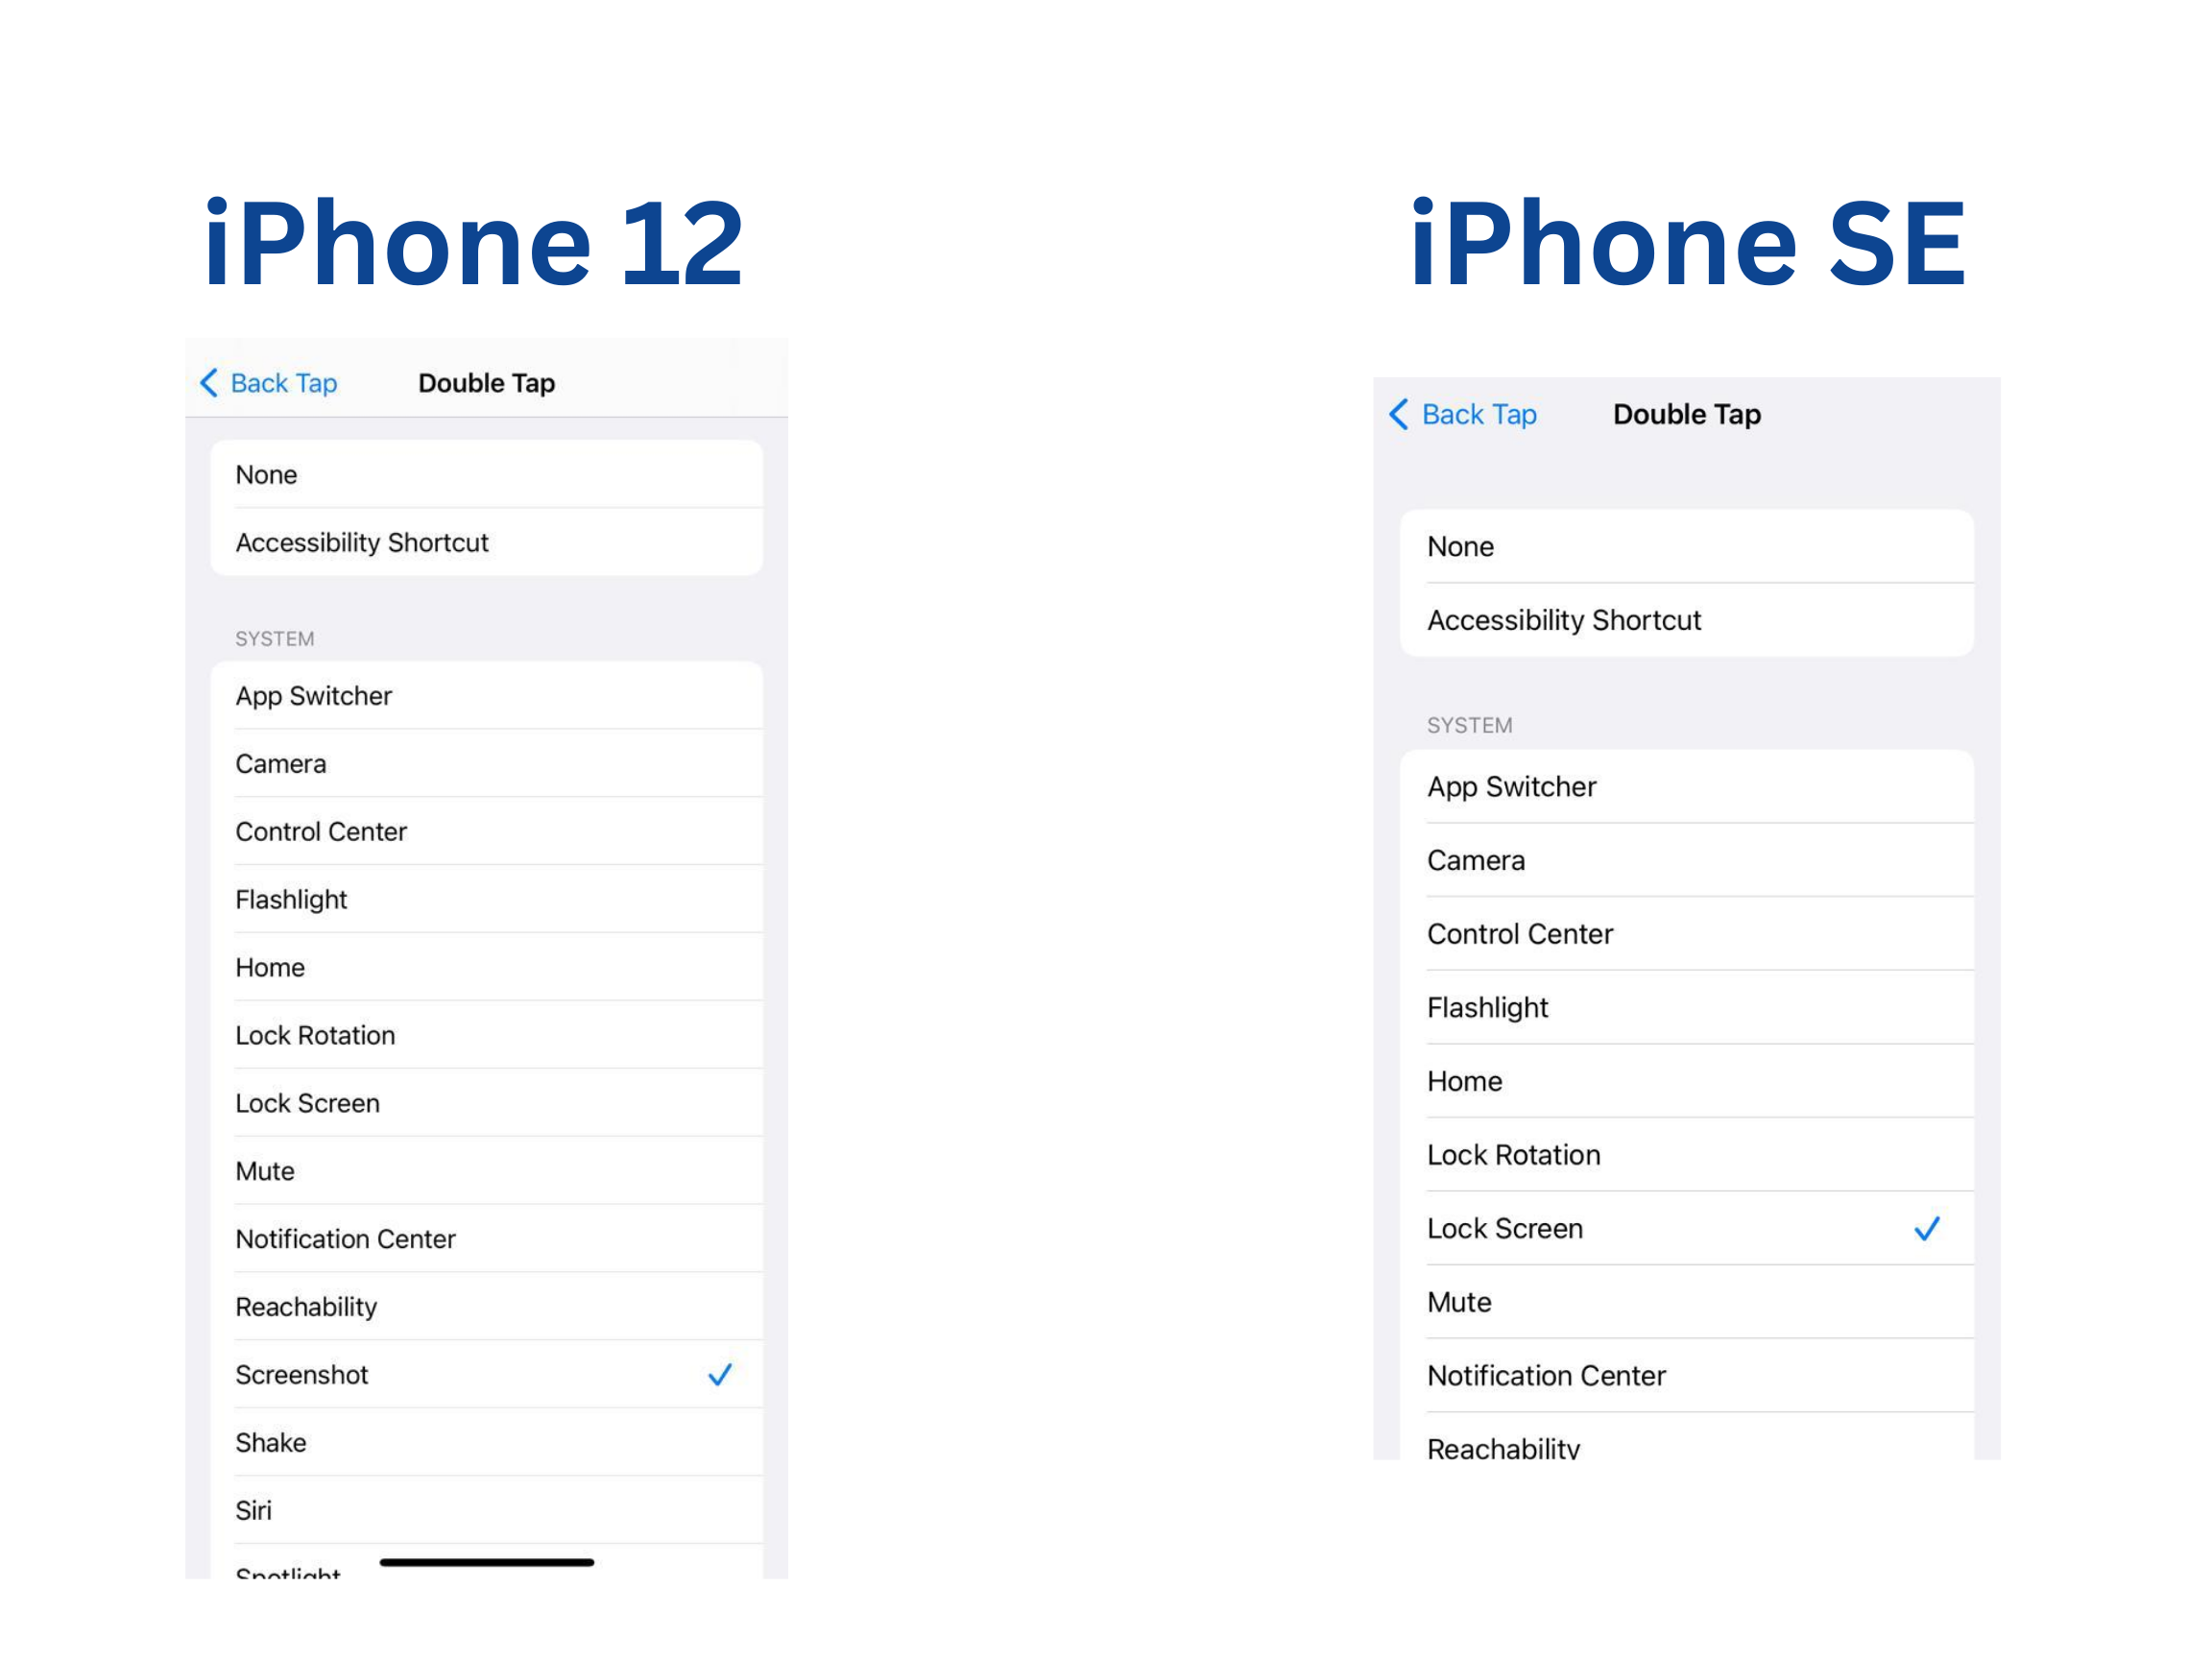 iPhone 12
Back Tap Double Tap
None
Accessibility Shortcut
SYSTEM
App Switcher
Camera
Control Center
Flashlight
Home
Lock Rotation
Lock Screen
Mute
Notification Center
Reachability
Screenshot
Shake
Siri
Spotlight
iPhone SE
Back Tap Double Tap
None
Accessibility Shortcut
SYSTEM
App Switcher
Camera
Control Center
Flashlight
Home
Lock Rotation
Lock Screen
Mute
Notification Center
Reachability